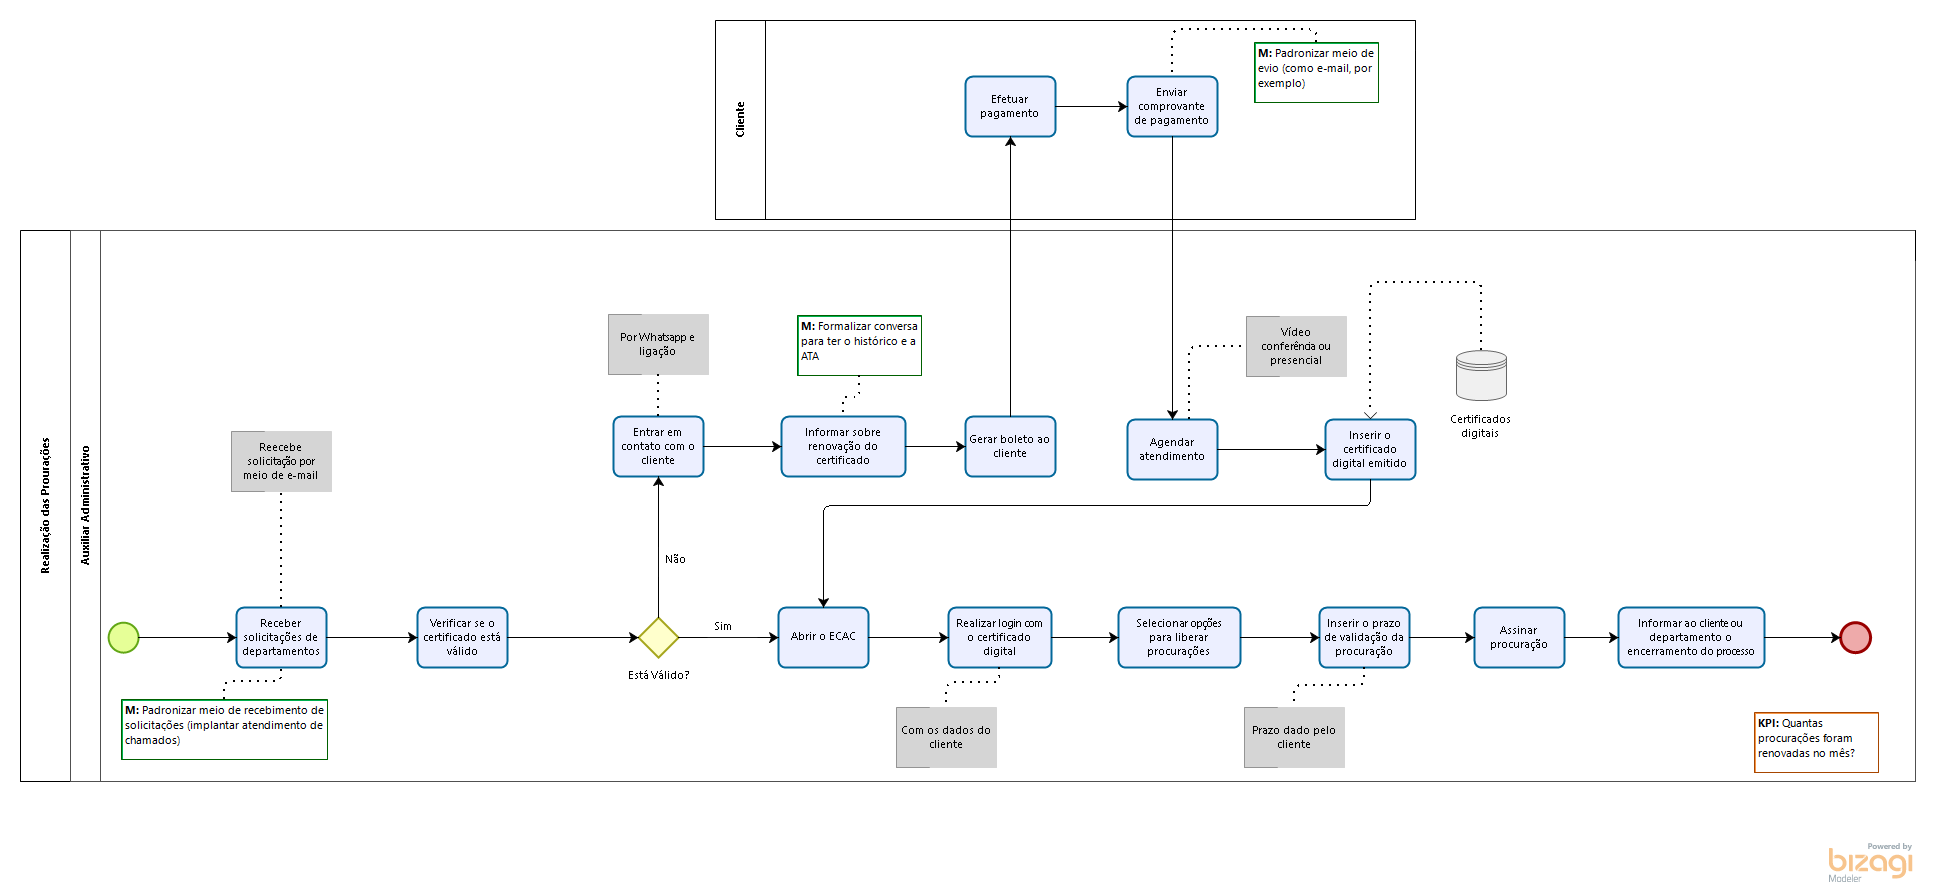 Cliente
Efetuar
pagamento
Enviar
comprovante
de pagamento
M: Padronizar meio de
evio (como e-mail, por
exemplo)
Realização das Prourações
Auxiliar Administrativo
Por Whatsapp e
ligação
M: Formalizar conversa
para ter o histórico e a
ATA
Vídeo
conferência ou
presencial
Certificados
digitais
Entrar em
contato com o
cliente
Informar sobre
renovação do
certificado
Gerar boleto ao
cliente
Agendar
atendimento
Inserir o
certificado
digital emitido
Reecebe
solicitação por
meio de e-mail
Não
Receber
solicitações de
departamentos
Verificar se o
certificado está
válido
Está Válido?
Sim
Abrir o ECAC
Realizar login com
o certificado
digital
Selecionar opções
para liberar
procurações
Inserir o prazo
de validação da
procuração
Assinar
procuração
Informar ao cliente ou
departamento o
encerramento do processo
M: Padronizar meio de recebimento de
solicitações (implantar atendimento de
chamados)
Com os dados do
cliente
Prazo dado pelo
cliente
KPI: Quantas
procurações foram
renovadas no mês?
Powered by
bizagi
Modeler